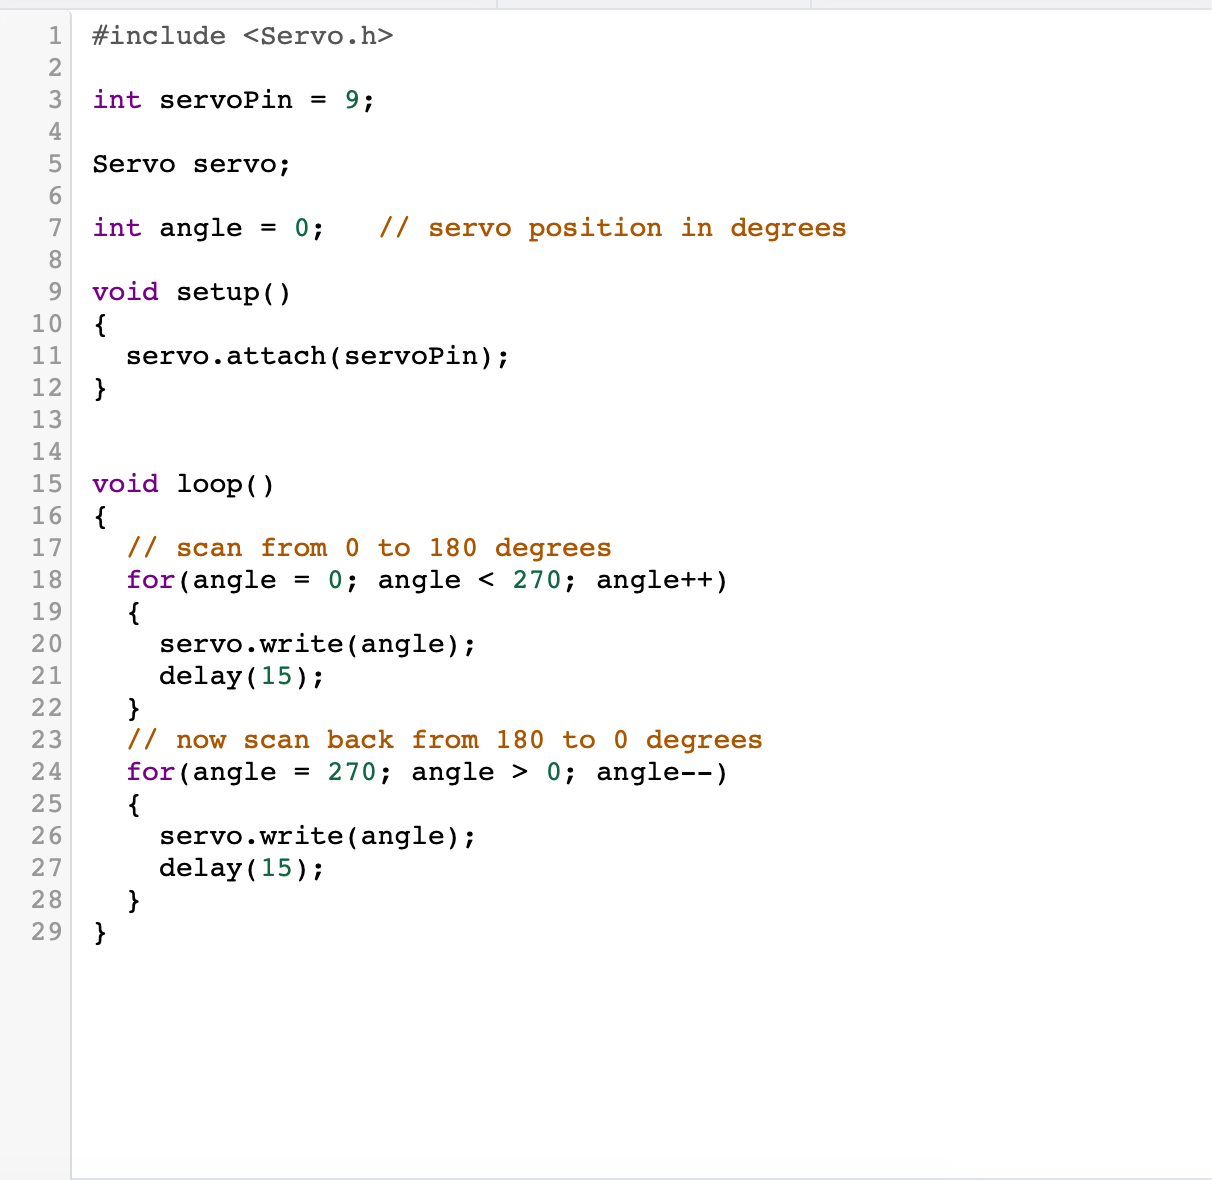 1 #include <Servo.h>
2
3 int servoPin = 9;
4
5 Servo servo;
6
7 int angle = 0;   // servo position in degrees
8
9 void setup()
10 {
11   servo.attach(servoPin);
12 }
13
14
15 void loop()
16 {
17   // scan from 0 to 180 degrees
18   for(angle = 0; angle < 270; angle++)
19   {
20     servo.write(angle);
21     delay(15);
22   }
23   // now scan back from 180 to 0 degrees
24   for(angle = 270; angle > 0; angle--)
25   {
26     servo.write(angle);
27     delay(15);
28   }
29 }